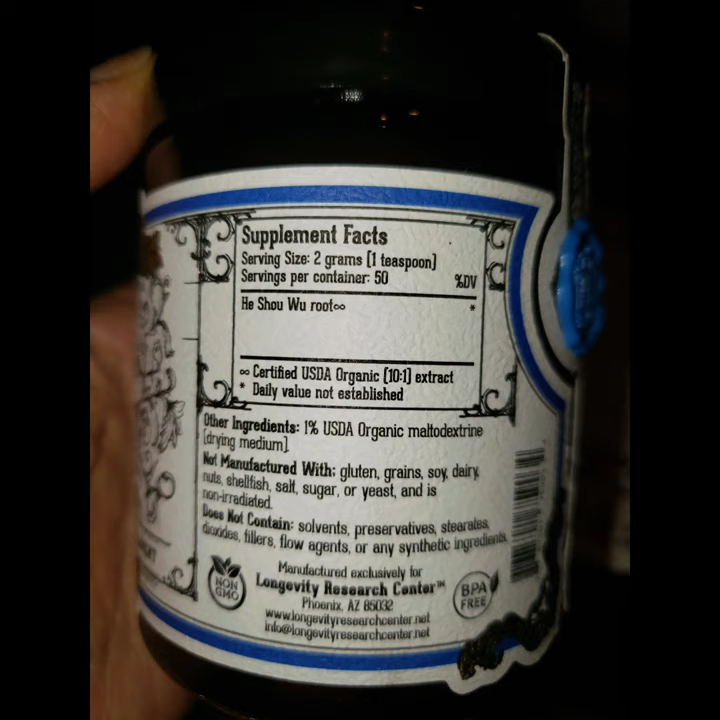 Supplement Facts
Serving Size: 2 grams [1 teaspoon]
Servings per container: 50 %DV
He Shou Wu root∞ *
∞ Certified USDA Organic [10:1] extract
* Daily value not established
Other Ingredients: 1% USDA Organic maltodextrine
[drying medium].
Not Manufactured With: gluten, grains, soy, dairy,
nuts, shellfish, salt, sugar, or yeast, and is
non-irradiated.
Does Not Contain: solvents, preservatives, stearates,
dioxides, fillers, flow agents, or any synthetic ingredients.
NON
GMO
Manufactured exclusively for
Longevity Research Center™
Phoenix, AZ 85032
www.longevityresearchcenter.net
info@longevityresearchcenter.net
BPA
FREE